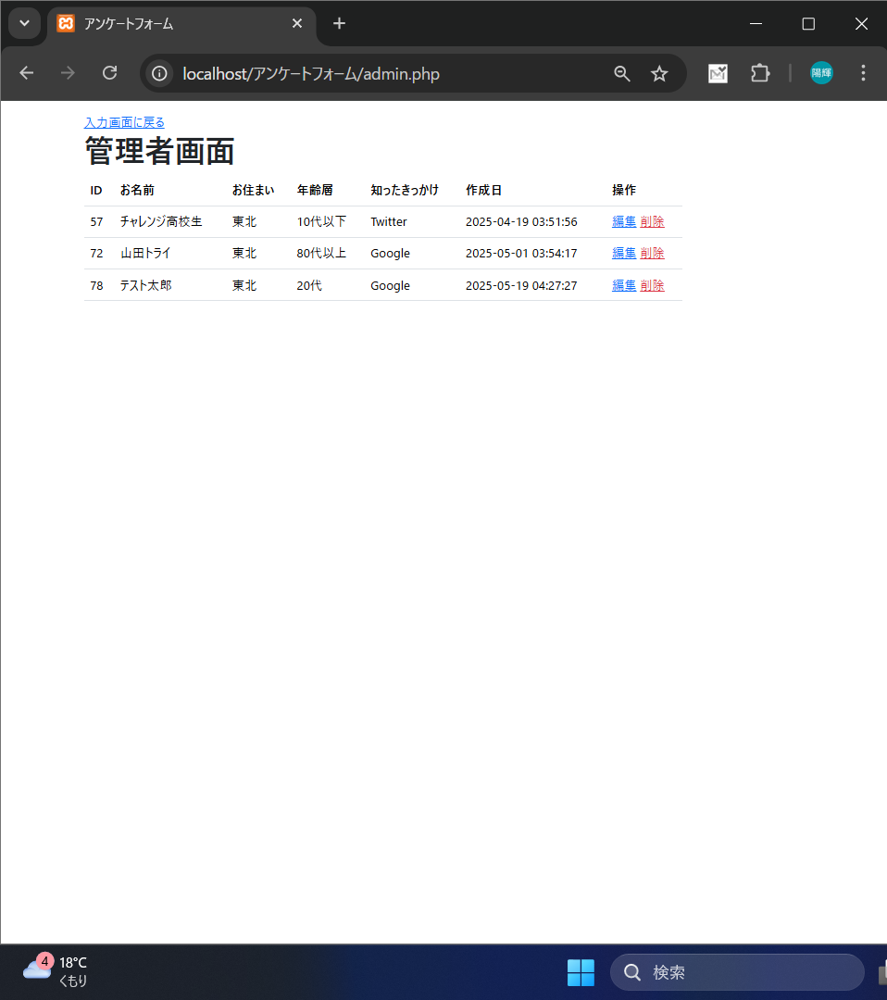 アンケートフォーム
localhost/アンケートフォーム/admin.php
陽輝
入力画面に戻る
管理者画面
ID お名前 お住まい 年齢層 知ったきっかけ 作成日 操作
57 チャレンジ高校生 東北 10代以下 Twitter 2025-04-19 03:51:56 編集 削除
72 山田トライ 東北 80代以上 Google 2025-05-01 03:54:17 編集 削除
78 テスト太郎 東北 20代 Google 2025-05-19 04:27:27 編集 削除
4 18°C
くもり
検索